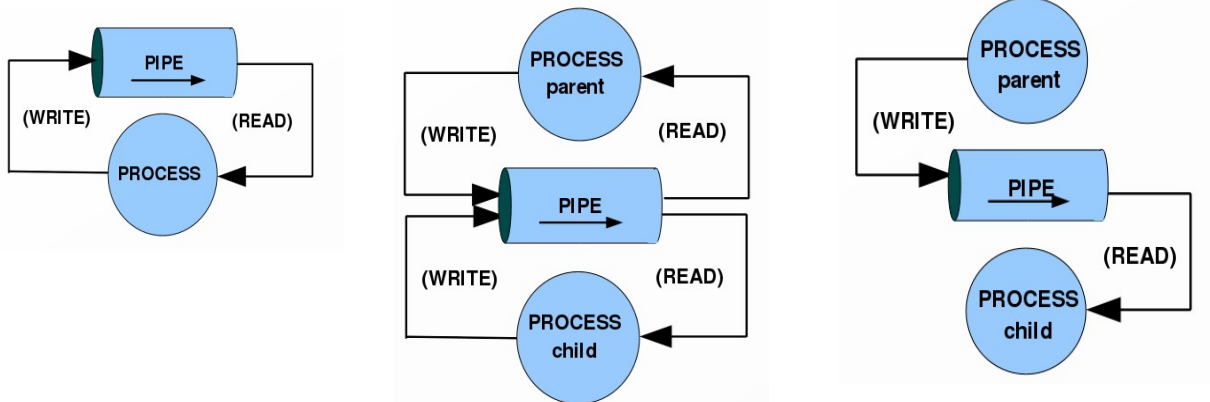 PIPE
(WRITE)
(READ)
PROCESS
PROCESS
parent
(WRITE)
(READ)
PIPE
(WRITE)
(READ)
PROCESS
child
PROCESS
parent
(WRITE)
PIPE
(READ)
PROCESS
child